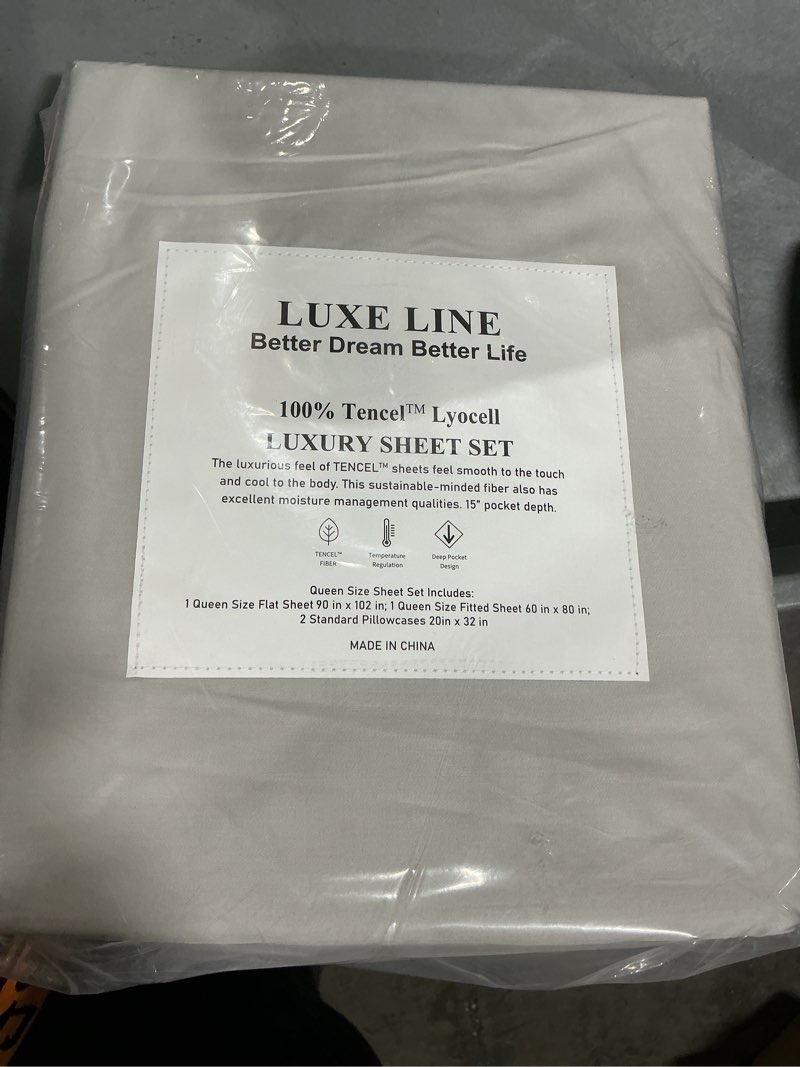 LUXE LINE
Better Dream Better Life
100% Tencel™ Lyocell
LUXURY SHEET SET
The luxurious feel of TENCEL™ sheets feel smooth to the touch
and cool to the body. This sustainable-minded fiber also has
excellent moisture management qualities. 15" pocket depth.
TENCEL™
FIBER
Temperature
Regulation
Deep Pocket
Design
Queen Size Sheet Set Includes:
1 Queen Size Flat Sheet 90 in x 102 in; 1 Queen Size Fitted Sheet 60 in x 80 in;
2 Standard Pillowcases 20in x 32 in
MADE IN CHINA